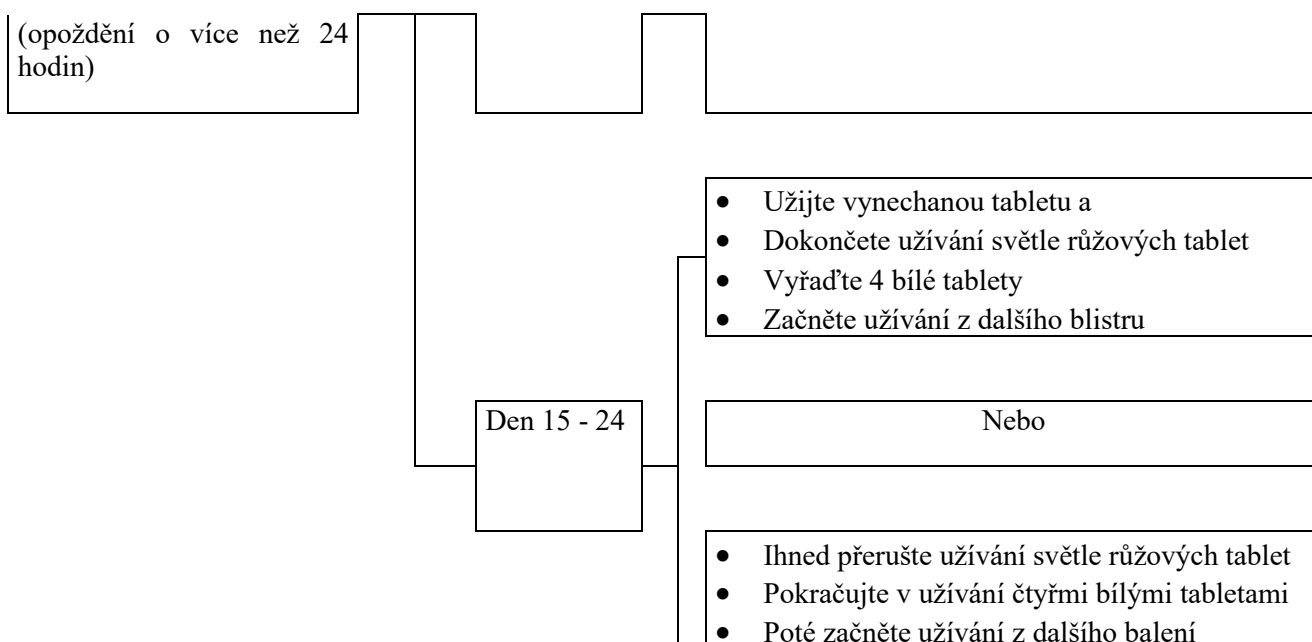 (opoždění o více než 24
hodin)
• Užijte vynechanou tabletu a
• Dokončete užívání světle růžových tablet
• Vyřaďte 4 bílé tablety
• Začněte užívání z dalšího blistru
Den 15 - 24
Nebo
• Ihned přerušte užívání světle růžových tablet
• Pokračujte v užívání čtyřmi bílými tabletami
• Poté začněte užívání z dalšího balení